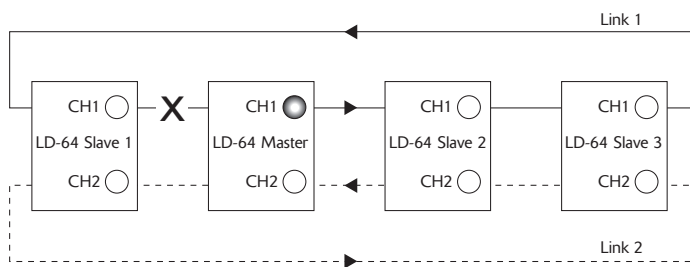 Link 1
CH1
LD-64 Slave 1
CH2
X
CH1
LD-64 Master
CH2
CH1
LD-64 Slave 2
CH2
CH1
LD-64 Slave 3
CH2
Link 2